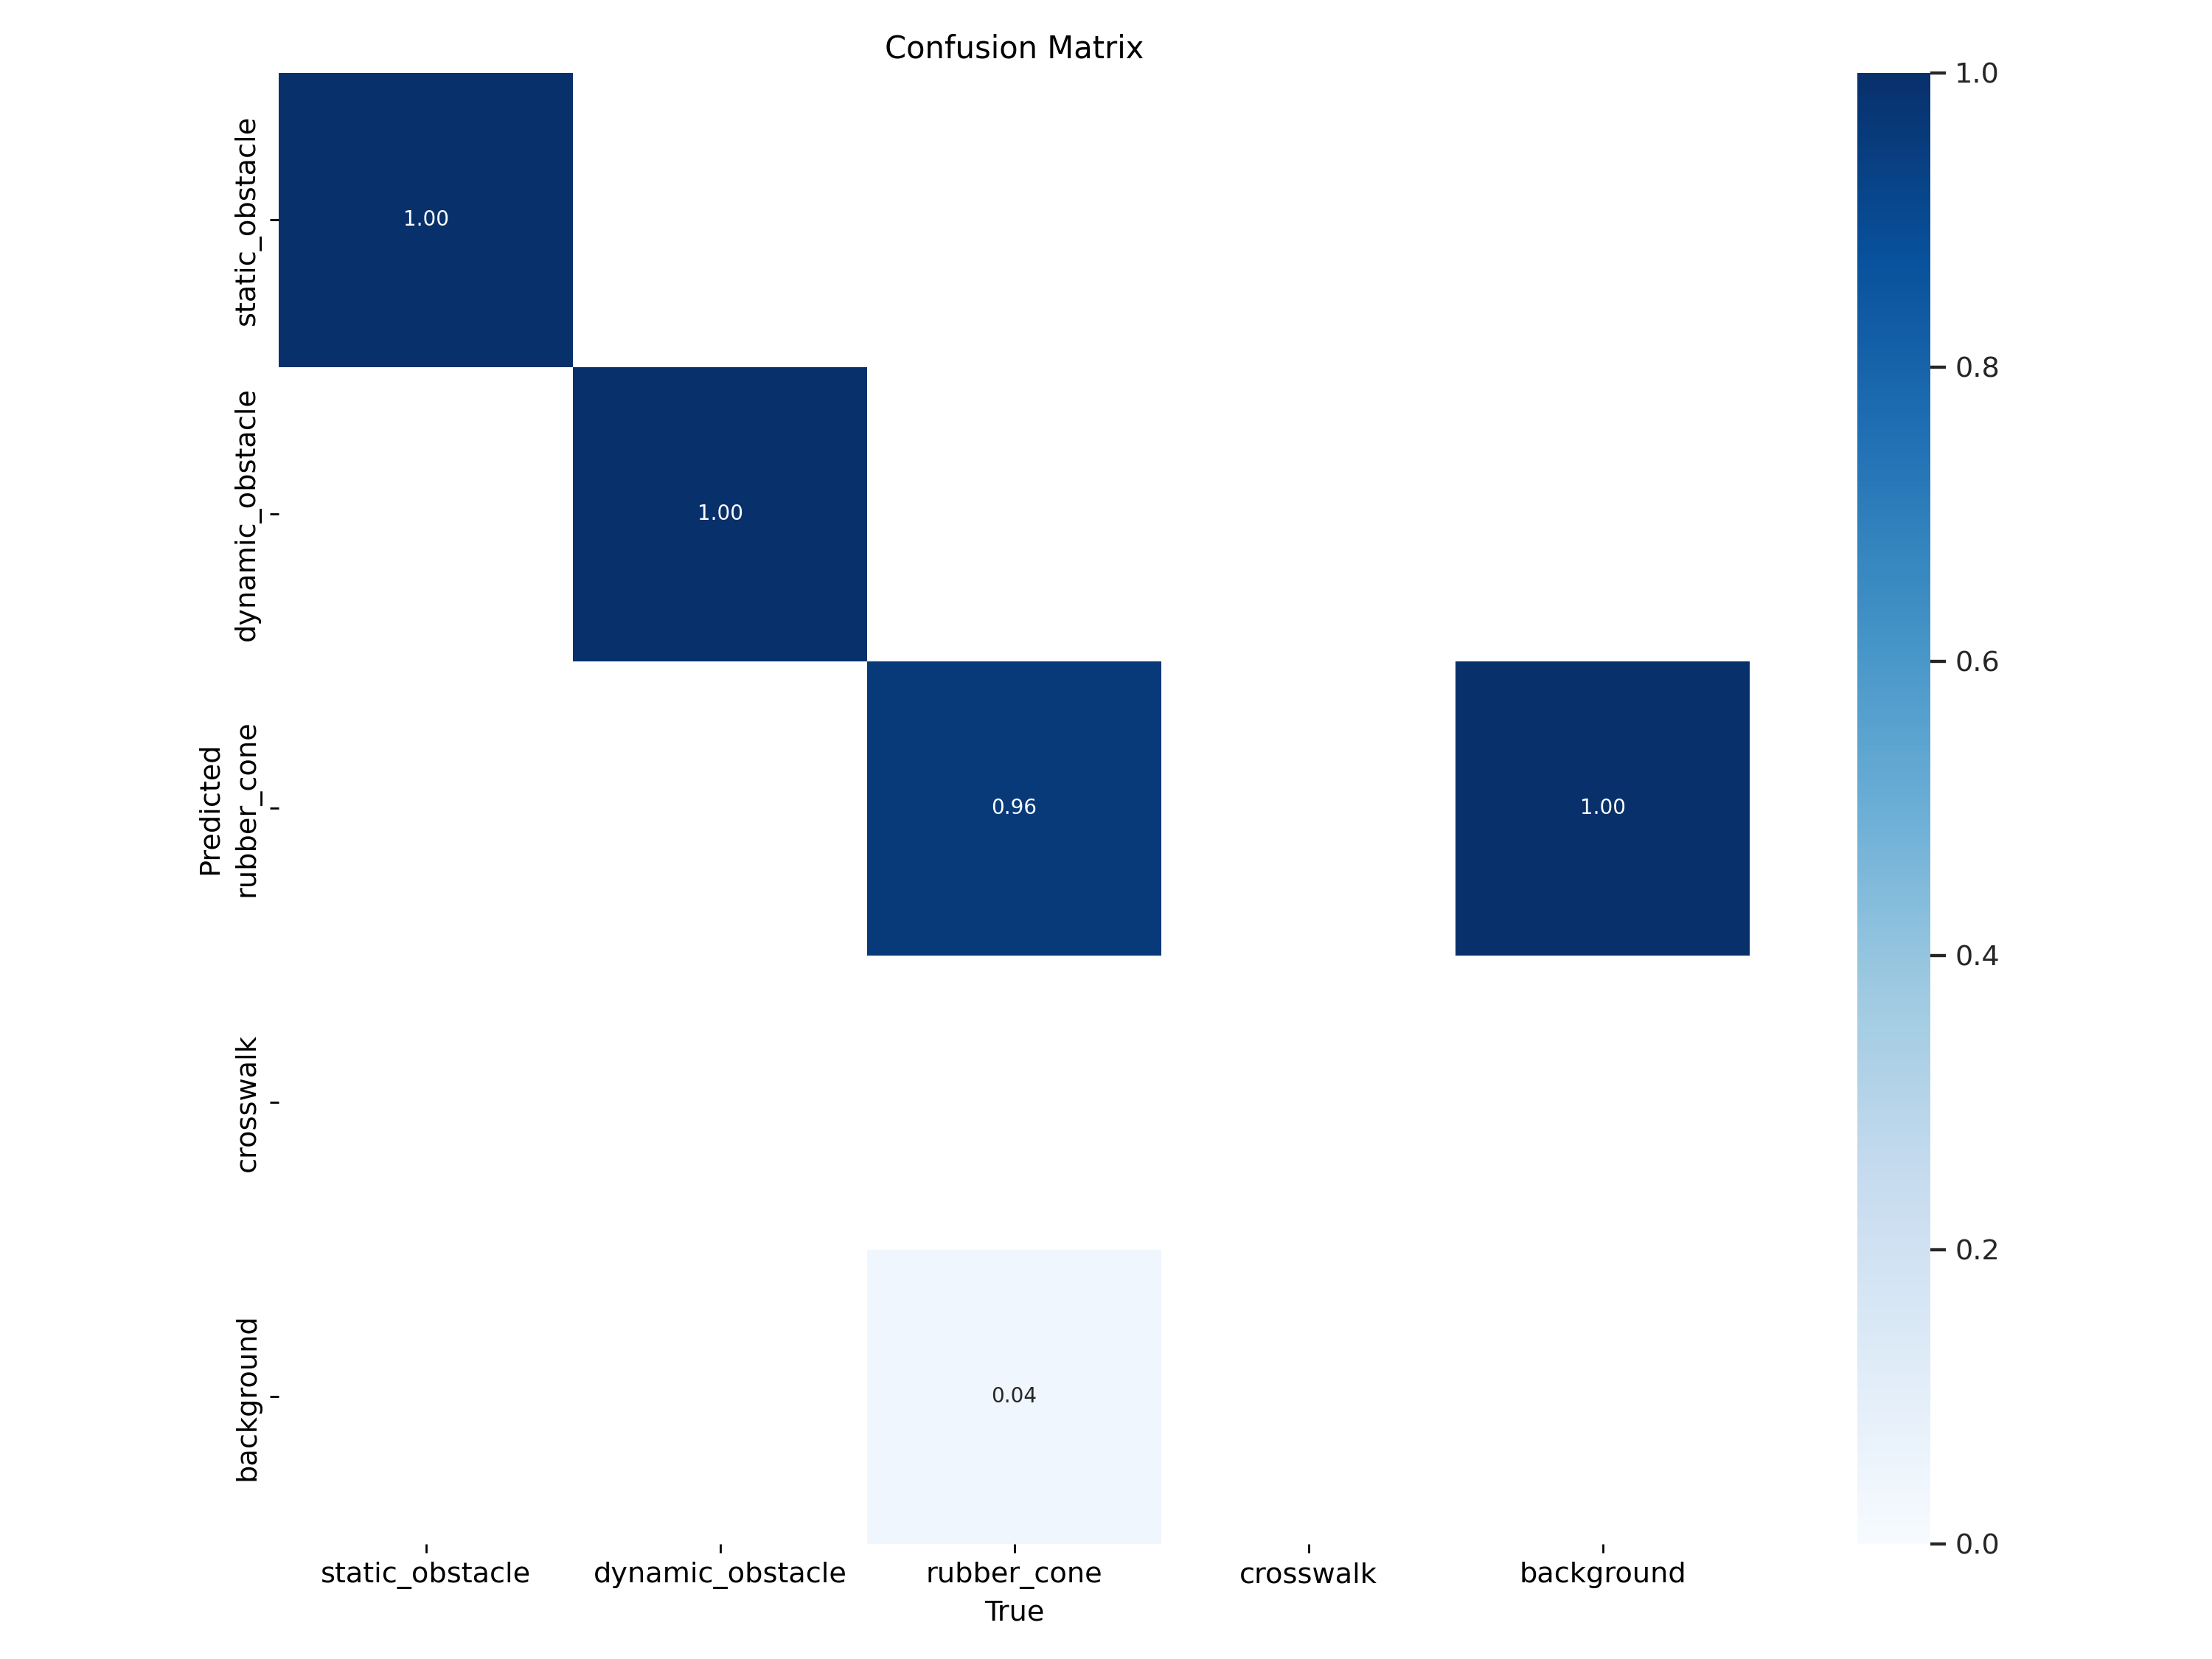 Confusion Matrix
static_obstacle
1.00
dynamic_obstacle
1.00
Predicted
rubber_cone
0.96
1.00
crosswalk
background
0.04
static_obstacle
dynamic_obstacle
rubber_cone
crosswalk
background
True
1.0
0.8
0.6
0.4
0.2
0.0